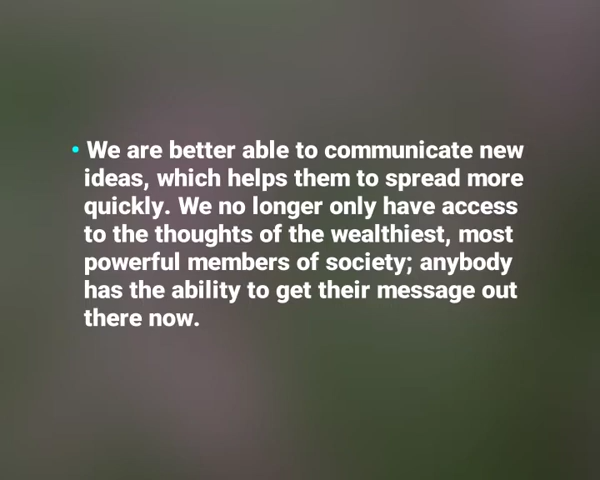 • We are better able to communicate new
ideas, which helps them to spread more
quickly. We no longer only have access
to the thoughts of the wealthiest, most
powerful members of society; anybody
has the ability to get their message out
there now.